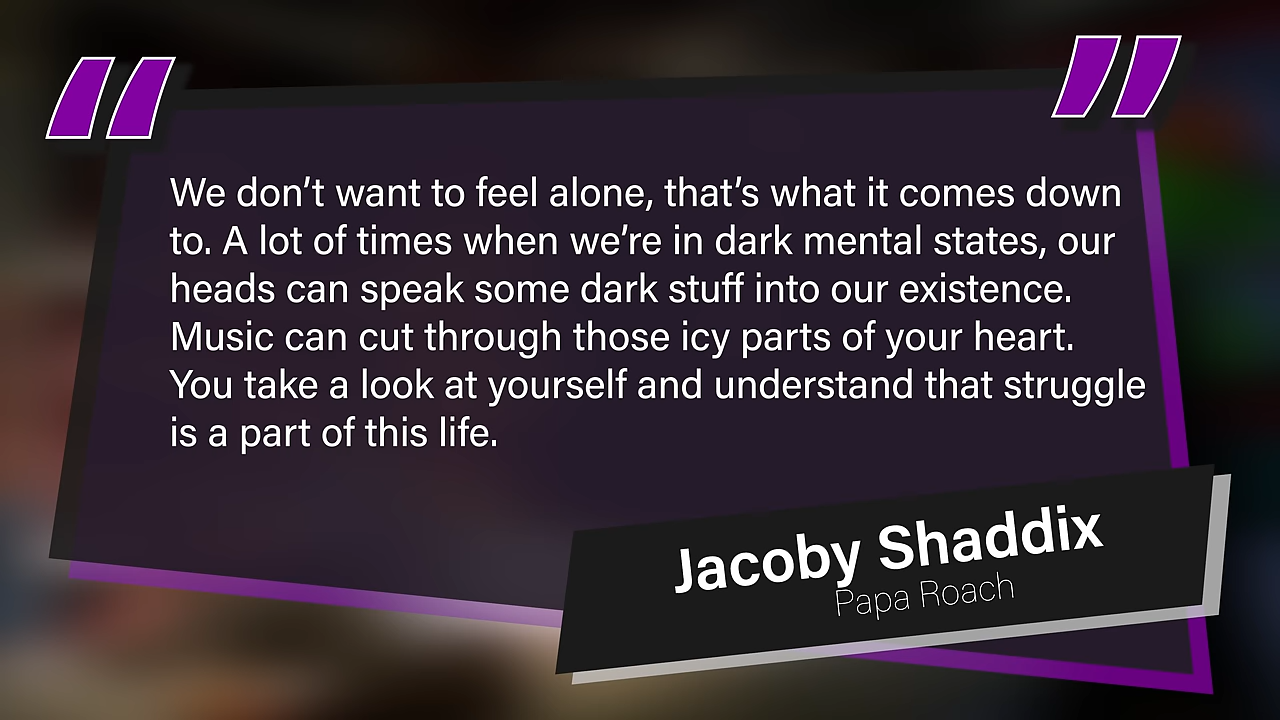 We don’t want to feel alone, that’s what it comes down
to. A lot of times when we’re in dark mental states, our
heads can speak some dark stuff into our existence.
Music can cut through those icy parts of your heart.
You take a look at yourself and understand that struggle
is a part of this life.
Jacoby Shaddix
Papa Roach